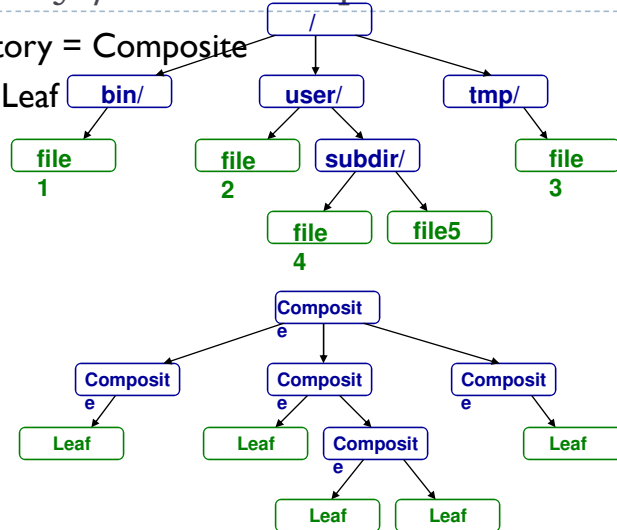 /
tory = Composite
Leaf
bin/
user/
tmp/
file
1
file
2
subdir/
file
3
file
4
file5
Composit
e
Composit
e
Composit
e
Composit
e
Leaf
Leaf
Composit
e
Leaf
Leaf
Leaf